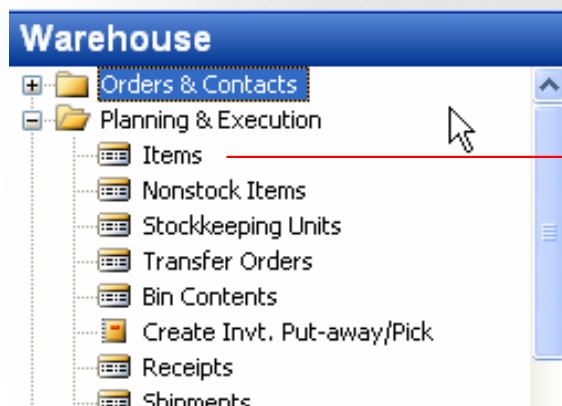 Warehouse
Orders & Contacts
Planning & Execution
Items
Nonstock Items
Stockkeeping Units
Transfer Orders
Bin Contents
Create Invt. Put-away/Pick
Receipts
Shipments